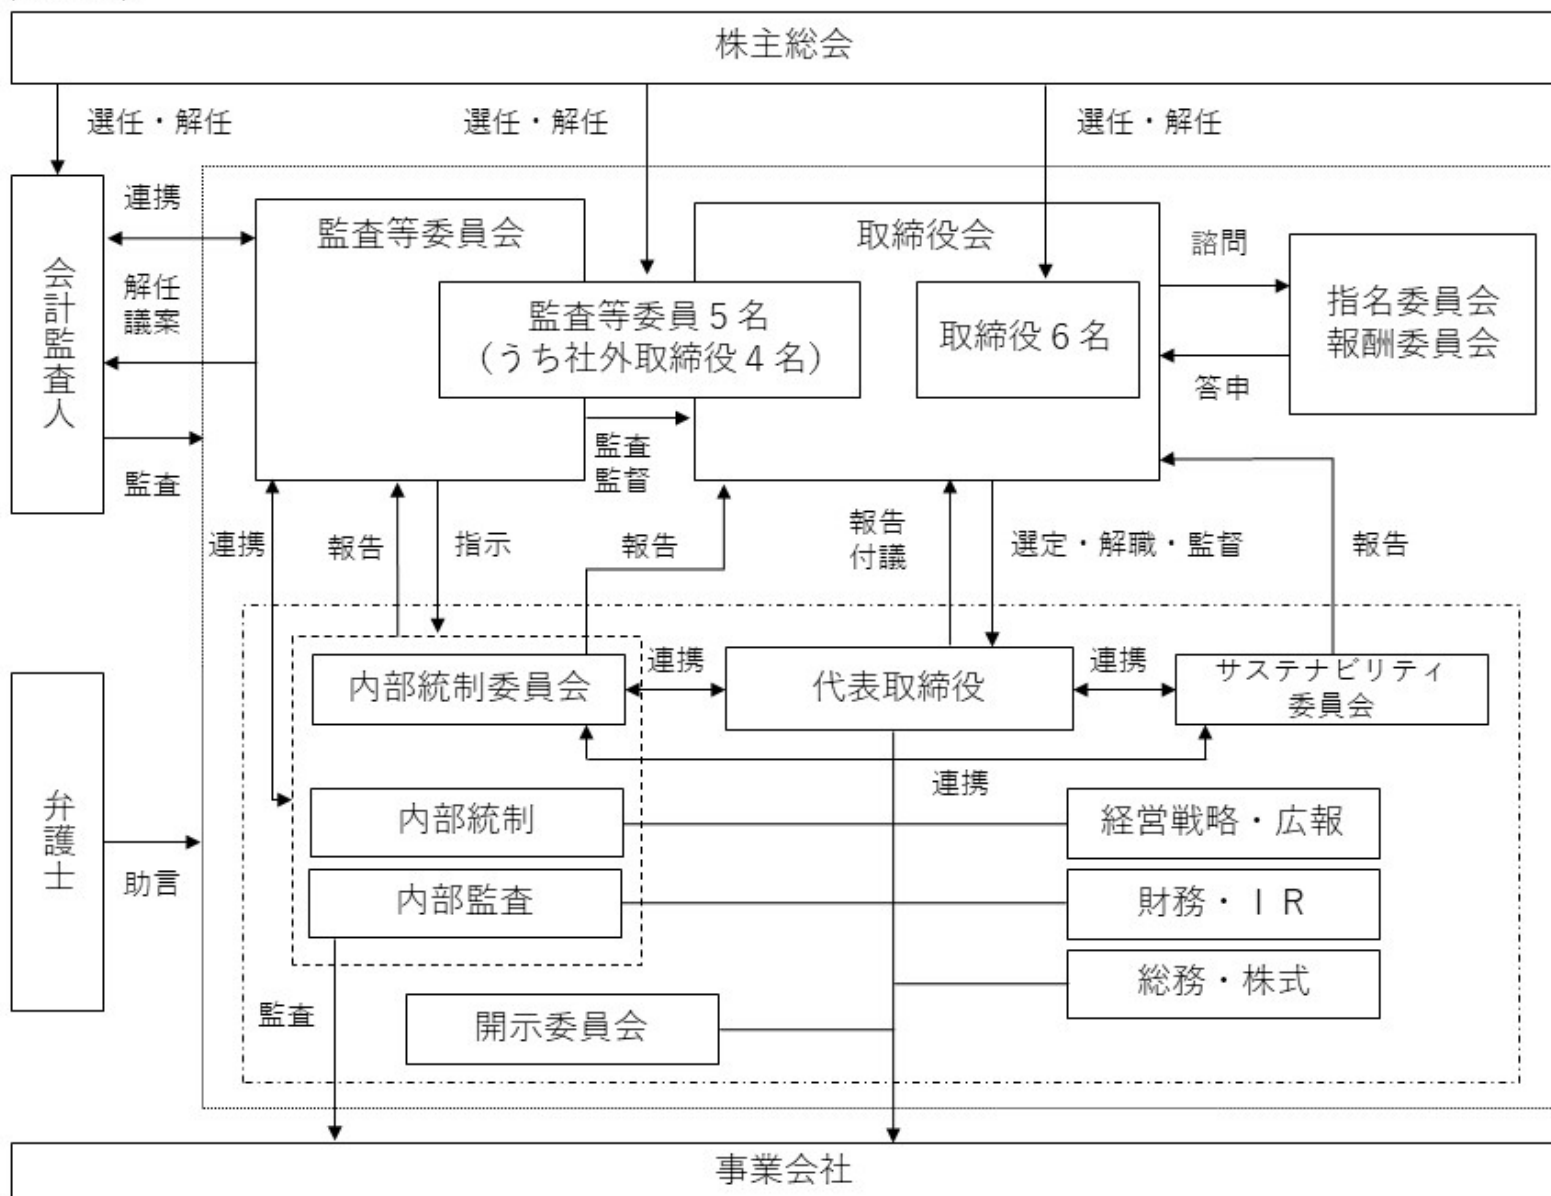 株主総会
選任・解任
選任・解任
選任・解任
連携
監査等委員会
取締役会
諮問
会計監査人
解任
議案
監査等委員５名
（うち社外取締役４名）
取締役６名
指名委員会
報酬委員会
答申
監査
監査
監督
連携
報告
指示
報告
報告
付議
選定・解職・監督
報告
内部統制委員会
連携
代表取締役
連携
サステナビリティ
委員会
連携
弁護士
助言
内部統制
経営戦略・広報
内部監査
財務・ＩＲ
総務・株式
監査
開示委員会
事業会社